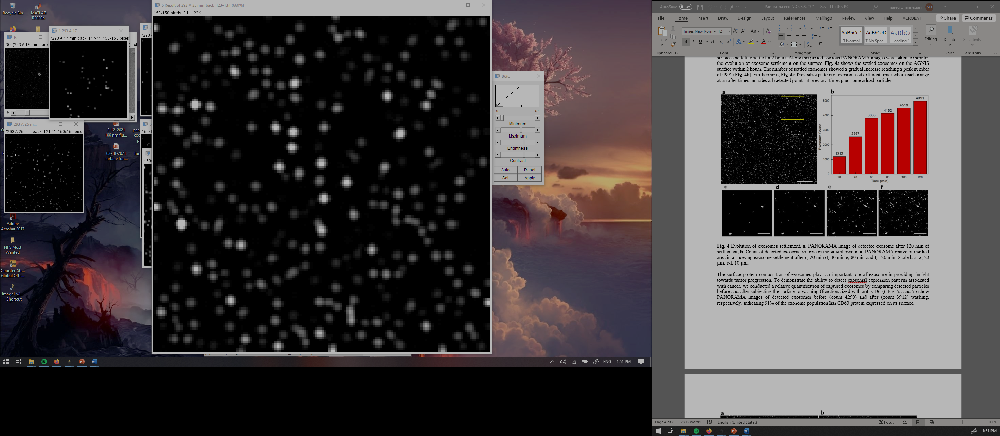 Recycle Bin
MATLAB
R2020b
R
3/9 (293 A 15 min back
1 293 A 17 ...
"293 A 17 min back 117-1"; 150x150 pixel
); 54
293 A 25 m...
"293 A 25 min back 121-1"; 150x150 pixels
2-12-2021
100 nm flu...
03-18-2021
surface fun...
Adobe
Acrobat 2017
NFS Most
Wanted
Counter-Str...
Global Offe...
ImageJ-wi...
- Shortcut
"293
150x1
150:
5 Result of 293 A 35 min back 123-1.tif (660%)
150x150 pixels; 8-bit; 22K
B&C
0 154
Minimum
Maximum
Brightness
Contrast
Auto Reset
Set Apply
ENG 1:51 PM
AutoSave Off
Panorama exo N.O. 3.8.2021 - Saved to this PC
nareg ohannesian NO
File Home Insert Draw Design Layout References Mailings Review View Help ACROBAT Share Comments
Paste
Times New Rom 12
Aa
B I U ab x₂ x²
AaBbCcD AaBbCcD AaBbCc
¶ Normal ¶ No Spac... Heading 1
Editing Dictate Sensitivity
Clipboard Font Paragraph Styles Voice Sensitivity
surface and left to settle for 2 hours. Along this period, various PANORAMA images were taken to monitor
the evolution of exosome settlement on the surface. Fig. 4a shows the settled exosomes on the AGNIS
surface within 2 hours. The number of settled exosomes showed a gradual increase reaching a peak number
of 4991 (Fig. 4b). Furthermore, Fig. 4c-f reveals a pattern of exosomes at different times where each image
at an after times includes all detected points at previous times plus some added particles.
a b
Exosome Count
5000
4000
3000
2000
1000
0
1212
2567
3833
4152
4519
4991
20 40 60 80 100 120
Time (min)
c d e f
Fig. 4 Evolution of exosomes settlement. a, PANORAMA image of detected exosome after 120 min of
settlement, b, Count of detected exosome vs time in the area shown in a, PANORAMA image of marked
area in a showing exosome settlement after c, 20 min d, 40 min e, 80 min and f, 120 min. Scale bar: a, 20
µm; c-f, 10 µm.
The surface protein composition of exosomes plays an important role of exosome in providing insight
towards tumor progression. To demonstrate the ability to detect exosomal expression patterns associated
with cancer, we conducted a relative quantification of captured exosomes by comparing detected particles
before and after subjecting the surface to washing (functionalized with anti-CD63). Fig. 5a and 5b show
PANORAMA images of detected exosomes before (count 4290) and after (count 3912) washing,
respectively, indicating 91% of the exosome population has CD63 protein expressed on its surface.
a b
Page 4 of 8 2806 words English (United States) Focus 100%
1:51 PM